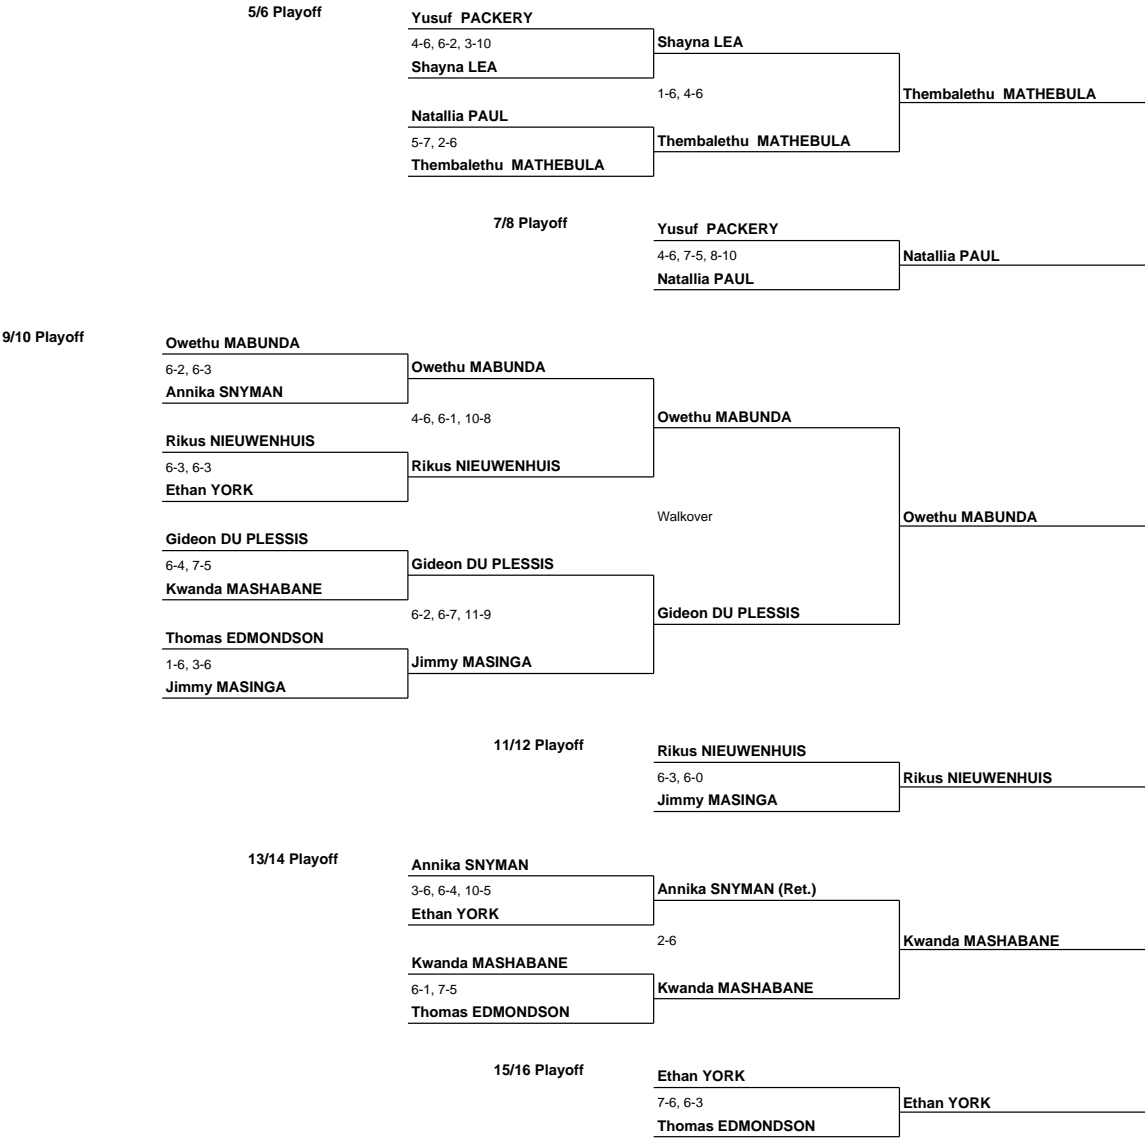 5/6 Playoff
Yusuf  PACKERY
4-6, 6-2, 3-10
Shayna LEA
Shayna LEA
1-6, 4-6
Thembalethu  MATHEBULA
Natallia PAUL
5-7, 2-6
Thembalethu  MATHEBULA
Thembalethu  MATHEBULA
7/8 Playoff
Yusuf  PACKERY
4-6, 7-5, 8-10
Natallia PAUL
Natallia PAUL
9/10 Playoff
Owethu MABUNDA
6-2, 6-3
Owethu MABUNDA
Annika SNYMAN
4-6, 6-1, 10-8
Owethu MABUNDA
Rikus NIEUWENHUIS
6-3, 6-3
Rikus NIEUWENHUIS
Ethan YORK
Walkover
Owethu MABUNDA
Gideon DU PLESSIS
6-4, 7-5
Gideon DU PLESSIS
Kwanda MASHABANE
6-2, 6-7, 11-9
Gideon DU PLESSIS
Thomas EDMONDSON
1-6, 3-6
Jimmy MASINGA
Jimmy MASINGA
11/12 Playoff
Rikus NIEUWENHUIS
6-3, 6-0
Rikus NIEUWENHUIS
Jimmy MASINGA
13/14 Playoff
Annika SNYMAN
3-6, 6-4, 10-5
Annika SNYMAN (Ret.)
Ethan YORK
2-6
Kwanda MASHABANE
Kwanda MASHABANE
6-1, 7-5
Kwanda MASHABANE
Thomas EDMONDSON
15/16 Playoff
Ethan YORK
7-6, 6-3
Ethan YORK
Thomas EDMONDSON